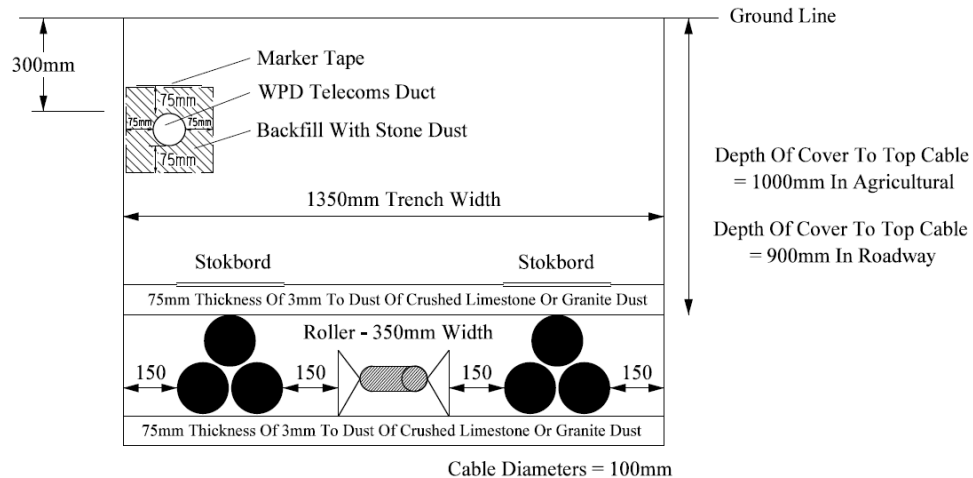 Ground Line
300mm
Marker Tape
WPD Telecoms Duct
Backfill With Stone Dust
75mm
75mm
75mm
75mm
Depth Of Cover To Top Cable
= 1000mm In Agricultural
Depth Of Cover To Top Cable
= 900mm In Roadway
1350mm Trench Width
Stokbord
Stokbord
75mm Thickness Of 3mm To Dust Of Crushed Limestone Or Granite Dust
Roller - 350mm Width
150
150
150
150
75mm Thickness Of 3mm To Dust Of Crushed Limestone Or Granite Dust
Cable Diameters = 100mm